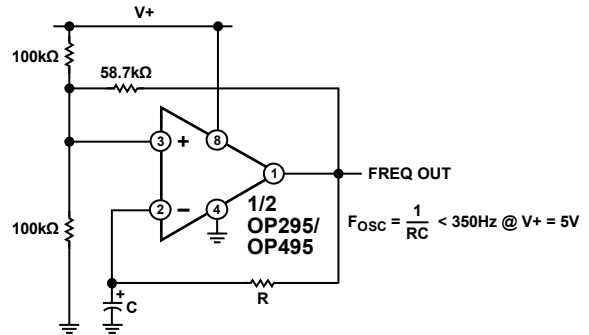 V+
100kΩ
58.7kΩ
3
+
8
1
FREQ OUT
2
−
4
1/2
OP295/
OP495
100kΩ
F_OSC = 1/RC < 350Hz @ V+ = 5V
+
C
R